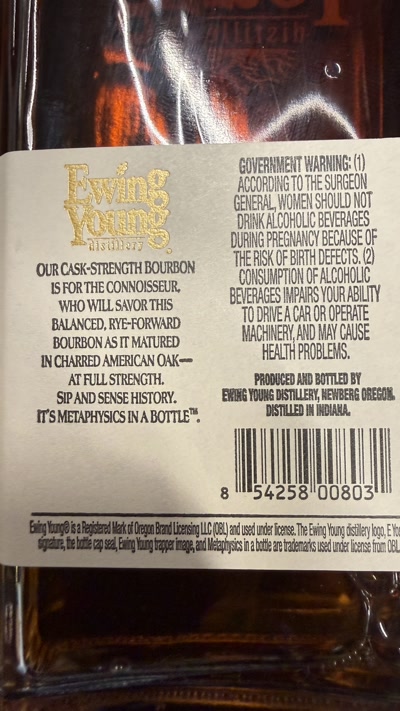 Ewing
Young
distillery
OUR CASK-STRENGTH BOURBON
IS FOR THE CONNOISSEUR,
WHO WILL SAVOR THIS
BALANCED, RYE-FORWARD
BOURBON AS IT MATURED
IN CHARRED AMERICAN OAK—
AT FULL STRENGTH.
SIP AND SENSE HISTORY.
IT'S METAPHYSICS IN A BOTTLE™.
GOVERNMENT WARNING: (1)
ACCORDING TO THE SURGEON
GENERAL, WOMEN SHOULD NOT
DRINK ALCOHOLIC BEVERAGES
DURING PREGNANCY BECAUSE OF
THE RISK OF BIRTH DEFECTS. (2)
CONSUMPTION OF ALCOHOLIC
BEVERAGES IMPAIRS YOUR ABILITY
TO DRIVE A CAR OR OPERATE
MACHINERY, AND MAY CAUSE
HEALTH PROBLEMS.
PRODUCED AND BOTTLED BY
EWING YOUNG DISTILLERY, NEWBERG OREGON.
DISTILLED IN INDIANA.
8 54258 00803
Ewing Young® is a Registered Mark of Oregon Brand Licensing LLC (OBL) and used under license. The Ewing Young distillery logo, E Yo
signature, the bottle cap seal, Ewing Young trapper image, and Metaphysics in a bottle are trademarks used under license from OBL